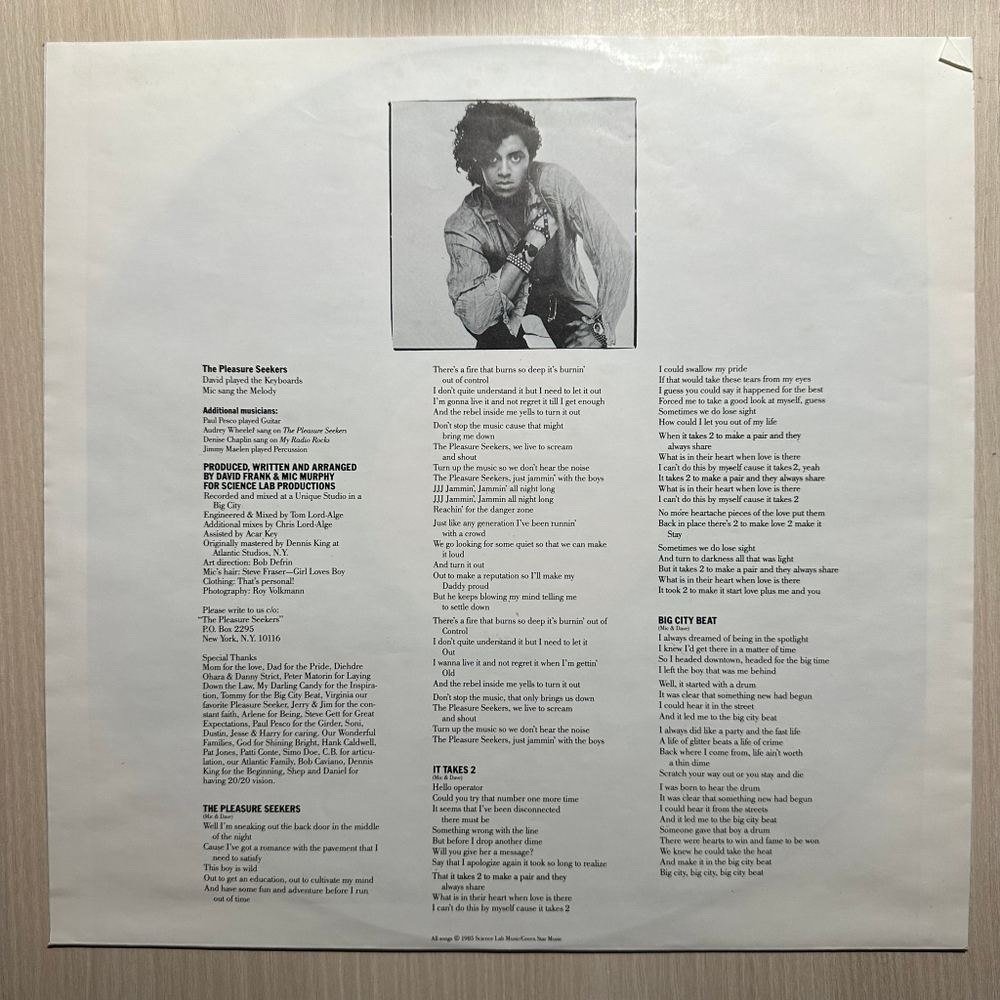 The Pleasure Seekers
David played the Keyboards
Mic sang the Melody
Additional musicians:
Paul Pesco played Guitar
Audrey Wheeler sang on The Pleasure Seekers
Denise Chaplin sang on My Radio Rocks
Jimmy Maelen played Percussion
PRODUCED, WRITTEN AND ARRANGED
BY DAVID FRANK & MIC MURPHY
FOR SCIENCE LAB PRODUCTIONS
Recorded and mixed at a Unique Studio in a
Big City
Engineered & Mixed by Tom Lord-Alge
Additional mixes by Chris Lord-Alge
Assisted by Acar Key
Originally mastered by Dennis King at
Atlantic Studios, N.Y.
Art direction: Bob Defrin
Mic's hair: Steve Fraser—Girl Loves Boy
Clothing: That's personal!
Photography: Roy Volkmann
Please write to us c/o:
"The Pleasure Seekers"
P.O. Box 2295
New York, N.Y. 10116
Special Thanks
Mom for the love, Dad for the Pride, Diehdre
Ohara & Danny Strict, Peter Matorin for Laying
Down the Law, My Darling Candy for the Inspira-
tion, Tommy for the Big City Beat, Virginia our
favorite Pleasure Seeker, Jerry & Jim for the con-
stant faith, Arlene for Being, Steve Gett for Great
Expectations, Paul Pesco for the Girder, Soni,
Dustin, Jesse & Harry for caring. Our Wonderful
Families, God for Shining Bright, Hank Caldwell,
Pat Jones, Patti Conte, Simo Doe, C.B. for articu-
lation, our Atlantic Family, Bob Caviano, Dennis
King for the Beginning, Shep and Daniel for
having 20/20 vision.
THE PLEASURE SEEKERS
(Mic & Dave)
Well I'm sneaking out the back door in the middle
of the night
Cause I've got a romance with the pavement that I
need to satisfy
This boy is wild
Out to get an education, out to cultivate my mind
And have some fun and adventure before I run
out of time
There's a fire that burns so deep it's burnin'
out of control
I don't quite understand it but I need to let it out
I'm gonna live it and not regret it till I get enough
And the rebel inside me yells to turn it out
Don't stop the music cause that might
bring me down
The Pleasure Seekers, we live to scream
and shout
Turn up the music so we don't hear the noise
The Pleasure Seekers, just jammin' with the boys
JJJ Jammin', Jammin' all night long
JJJ Jammin', Jammin all night long
Reachin' for the danger zone
Just like any generation I've been runnin'
with a crowd
We go looking for some quiet so that we can make
it loud
And turn it out
Out to make a reputation so I'll make my
Daddy proud
But he keeps blowing my mind telling me
to settle down
There's a fire that burns so deep it's burnin' out of
Control
I don't quite understand it but I need to let it
Out
I wanna live it and not regret it when I'm gettin'
Old
And the rebel inside me yells to turn it out
Don't stop the music, that only brings us down
The Pleasure Seekers, we live to scream
and shout
Turn up the music so we don't hear the noise
The Pleasure Seekers, just jammin' with the boys
IT TAKES 2
(Mic & Dave)
Hello operator
Could you try that number one more time
It seems that I've been disconnected
there must be
Something wrong with the line
But before I drop another dime
Will you give her a message?
Say that I apologize again it took so long to realize
That it takes 2 to make a pair and they
always share
What is in their heart when love is there
I can't do this by myself cause it takes 2
I could swallow my pride
If that would take these tears from my eyes
I guess you could say it happened for the best
Forced me to take a good look at myself, guess
Sometimes we do lose sight
How could I let you out of my life
When it takes 2 to make a pair and they
always share
What is in their heart when love is there
I can't do this by myself cause it takes 2, yeah
It takes 2 to make a pair and they always share
What is in their heart when love is there
I can't do this by myself cause it takes 2
No more heartache pieces of the love put them
Back in place there's 2 to make love 2 make it
Stay
Sometimes we do lose sight
And turn to darkness all that was light
But it takes 2 to make a pair and they always share
What is in their heart when love is there
It took 2 to make it start love plus me and you
BIG CITY BEAT
(Mic & Dave)
I always dreamed of being in the spotlight
I knew I'd get there in a matter of time
So I headed downtown, headed for the big time
I left the boy that was me behind
Well, it started with a drum
It was clear that something new had begun
I could hear it in the street
And it led me to the big city beat
I always did like a party and the fast life
A life of glitter beats a life of crime
Back where I come from, life ain't worth
a thin dime
Scratch your way out or you stay and die
I was born to hear the drum
It was clear that something new had begun
I could hear it from the streets
And it led me to the big city beat
Someone gave that boy a drum
There were hearts to win and fame to be won
We knew he could take the heat
And make it in the big city beat
Big city, big city, big city beat
All songs © 1985 Science Lab Music/Green Star Music